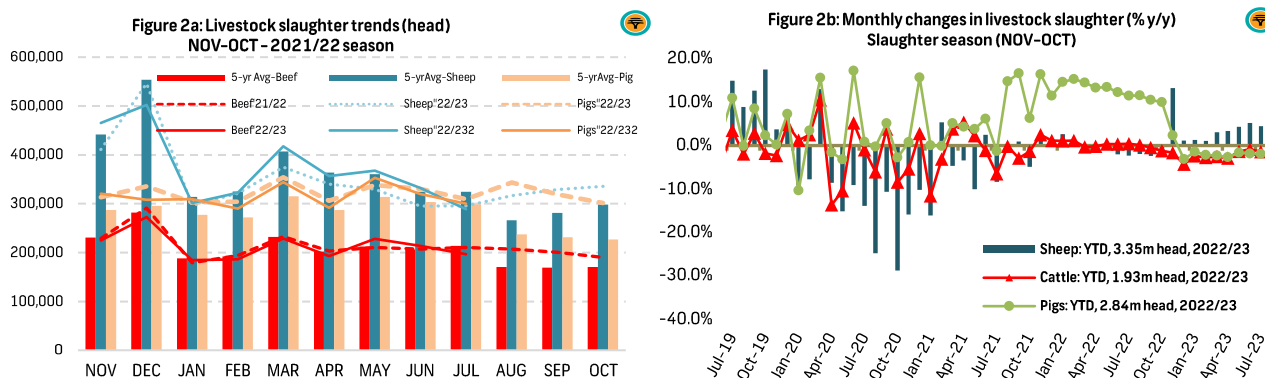 Figure 2a: Livestock slaughter trends (head)
NOV-OCT - 2021/22 season
600,000
500,000
400,000
300,000
200,000
100,000
0
5-yr Avg-Beef
5-yrAvg-Sheep
5-yrAvg-Pig
Beef'21/22
Sheep"22/23
Pigs"22/23
Beef'22/23
Sheep"22/232
Pigs"22/232
NOV DEC JAN FEB MAR APR MAY JUN JUL AUG SEP OCT
Figure 2b: Monthly changes in livestock slaughter (% y/y)
Slaughter season (NOV-OCT)
20.0%
10.0%
0.0%
-10.0%
-20.0%
-30.0%
-40.0%
Sheep: YTD, 3.35m head, 2022/23
Cattle: YTD, 1.93m head, 2022/23
Pigs: YTD, 2.84m head, 2022/23
Jul-19 Oct-19 Jan-20 Apr-20 Jul-20 Oct-20 Jan-21 Apr-21 Jul-21 Oct-21 Jan-22 Apr-22 Jul-22 Oct-22 Jan-23 Apr-23 Jul-23